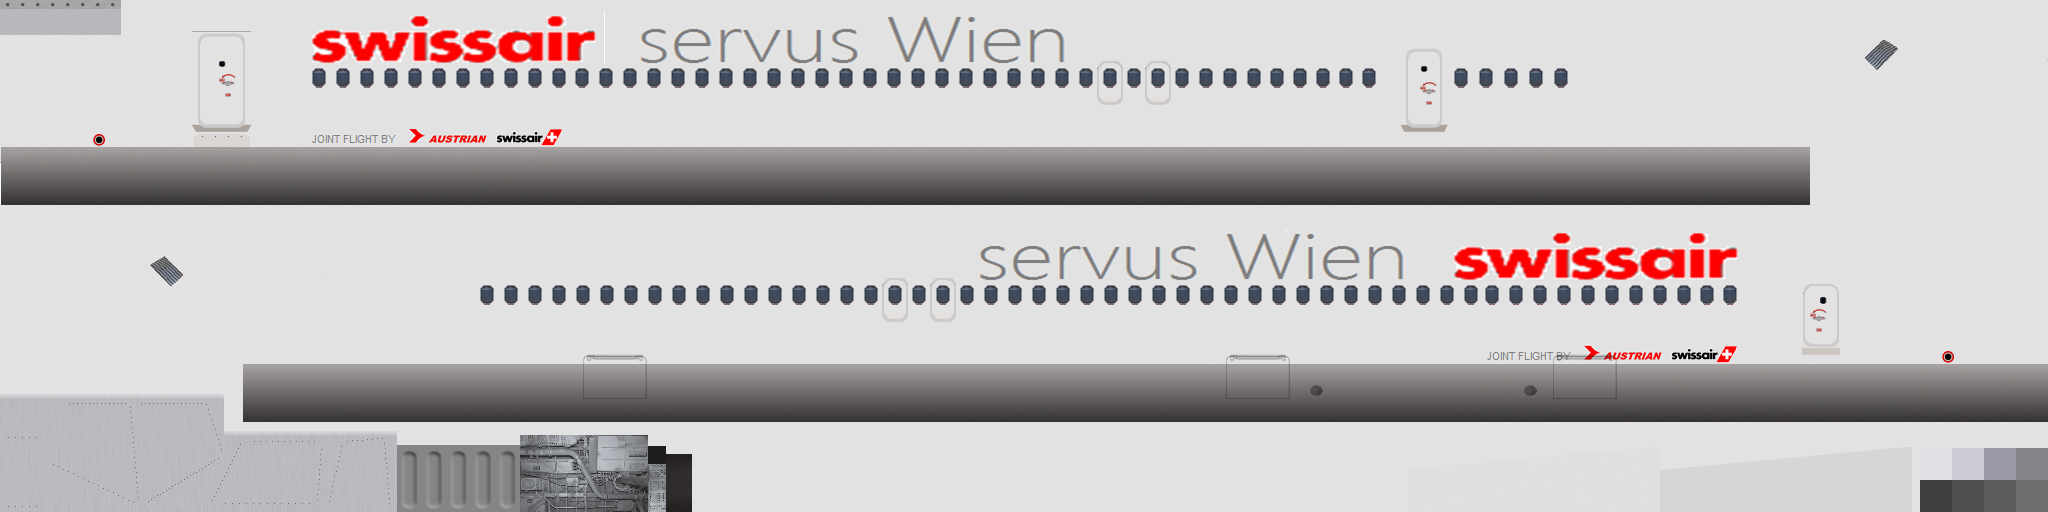 swissair servus Wien
JOINT FLIGHT BY AUSTRIAN swissair
servus Wien swissair
JOINT FLIGHT BY AUSTRIAN swissair